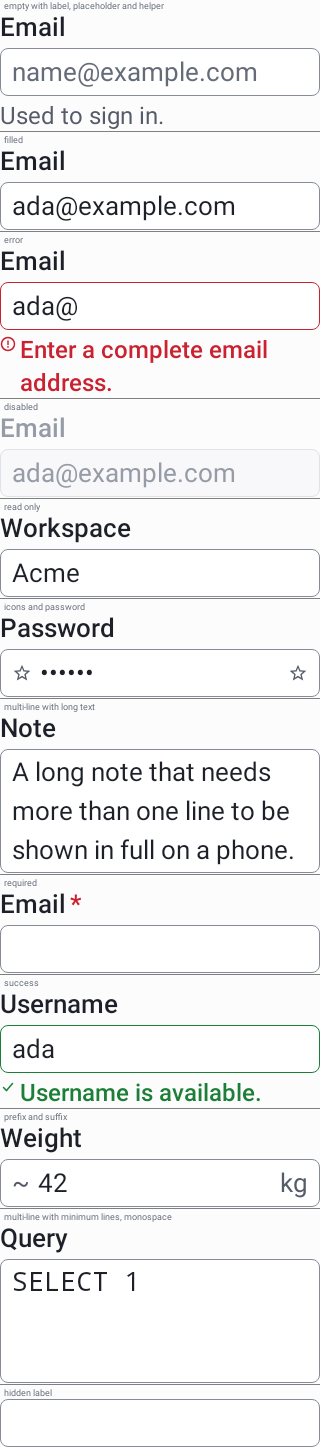 empty with label, placeholder and helper
Email
name@example.com
Used to sign in.
filled
Email
ada@example.com
error
Email
ada@
Enter a complete email
address.
disabled
Email
ada@example.com
read only
Workspace
Acme
icons and password
Password
••••••
multi-line with long text
Note
A long note that needs
more than one line to be
shown in full on a phone.
required
Email *
success
Username
ada
Username is available.
prefix and suffix
Weight
~ 42 kg
multi-line with minimum lines, monospace
Query
SELECT 1
hidden label